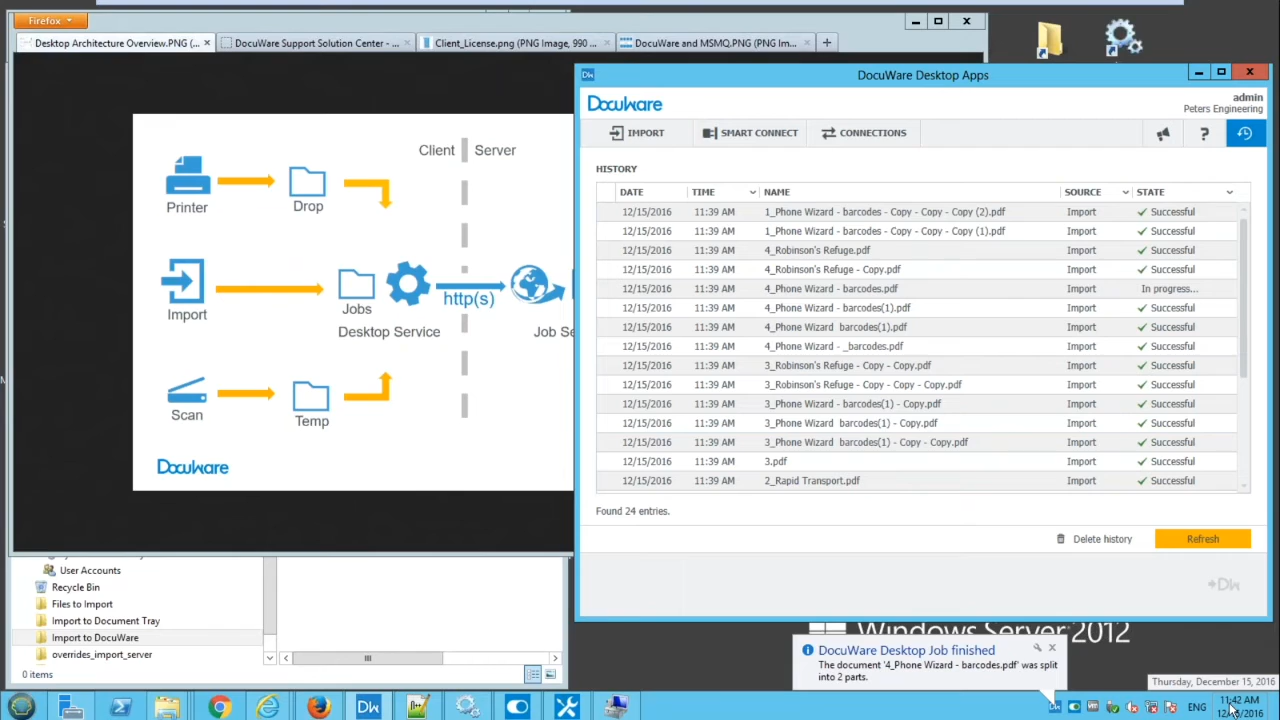 Firefox
Desktop Architecture Overview.PNG (...
DocuWare Support Solution Center - ...
Client_License.png (PNG Image, 990 ...
DocuWare and MSMQ.PNG (PNG Im...
Client
Server
Printer
Drop
Import
Jobs
http(s)
Desktop Service
Job Se
Scan
Temp
DocuWare
DocuWare Desktop Apps
DocuWare
admin
Peters Engineering
IMPORT
SMART CONNECT
CONNECTIONS
HISTORY
DATE TIME NAME SOURCE STATE
12/15/2016 11:39 AM 1_Phone Wizard - barcodes - Copy - Copy - Copy (2).pdf Import Successful
12/15/2016 11:39 AM 1_Phone Wizard - barcodes - Copy - Copy - Copy (1).pdf Import Successful
12/15/2016 11:39 AM 4_Robinson's Refuge.pdf Import Successful
12/15/2016 11:39 AM 4_Robinson's Refuge - Copy.pdf Import Successful
12/15/2016 11:39 AM 4_Phone Wizard - barcodes.pdf Import In progress...
12/15/2016 11:39 AM 4_Phone Wizard - barcodes(1).pdf Import Successful
12/15/2016 11:39 AM 4_Phone Wizard barcodes(1).pdf Import Successful
12/15/2016 11:39 AM 4_Phone Wizard - _barcodes.pdf Import Successful
12/15/2016 11:39 AM 3_Robinson's Refuge - Copy - Copy.pdf Import Successful
12/15/2016 11:39 AM 3_Robinson's Refuge - Copy - Copy - Copy.pdf Import Successful
12/15/2016 11:39 AM 3_Phone Wizard - barcodes(1) - Copy.pdf Import Successful
12/15/2016 11:39 AM 3_Phone Wizard barcodes(1) - Copy.pdf Import Successful
12/15/2016 11:39 AM 3_Phone Wizard barcodes(1) - Copy - Copy.pdf Import Successful
12/15/2016 11:39 AM 3.pdf Import Successful
12/15/2016 11:39 AM 2_Rapid Transport.pdf Import Successful
Found 24 entries.
Delete history
Refresh
User Accounts
Recycle Bin
Files to Import
Import to Document Tray
Import to DocuWare
overrides_import_server
0 items
Windows Server 2012
DocuWare Desktop Job finished
The document '4_Phone Wizard - barcodes.pdf' was split
into 2 parts.
Thursday, December 15, 2016
ENG
11:42 AM
12/15/2016